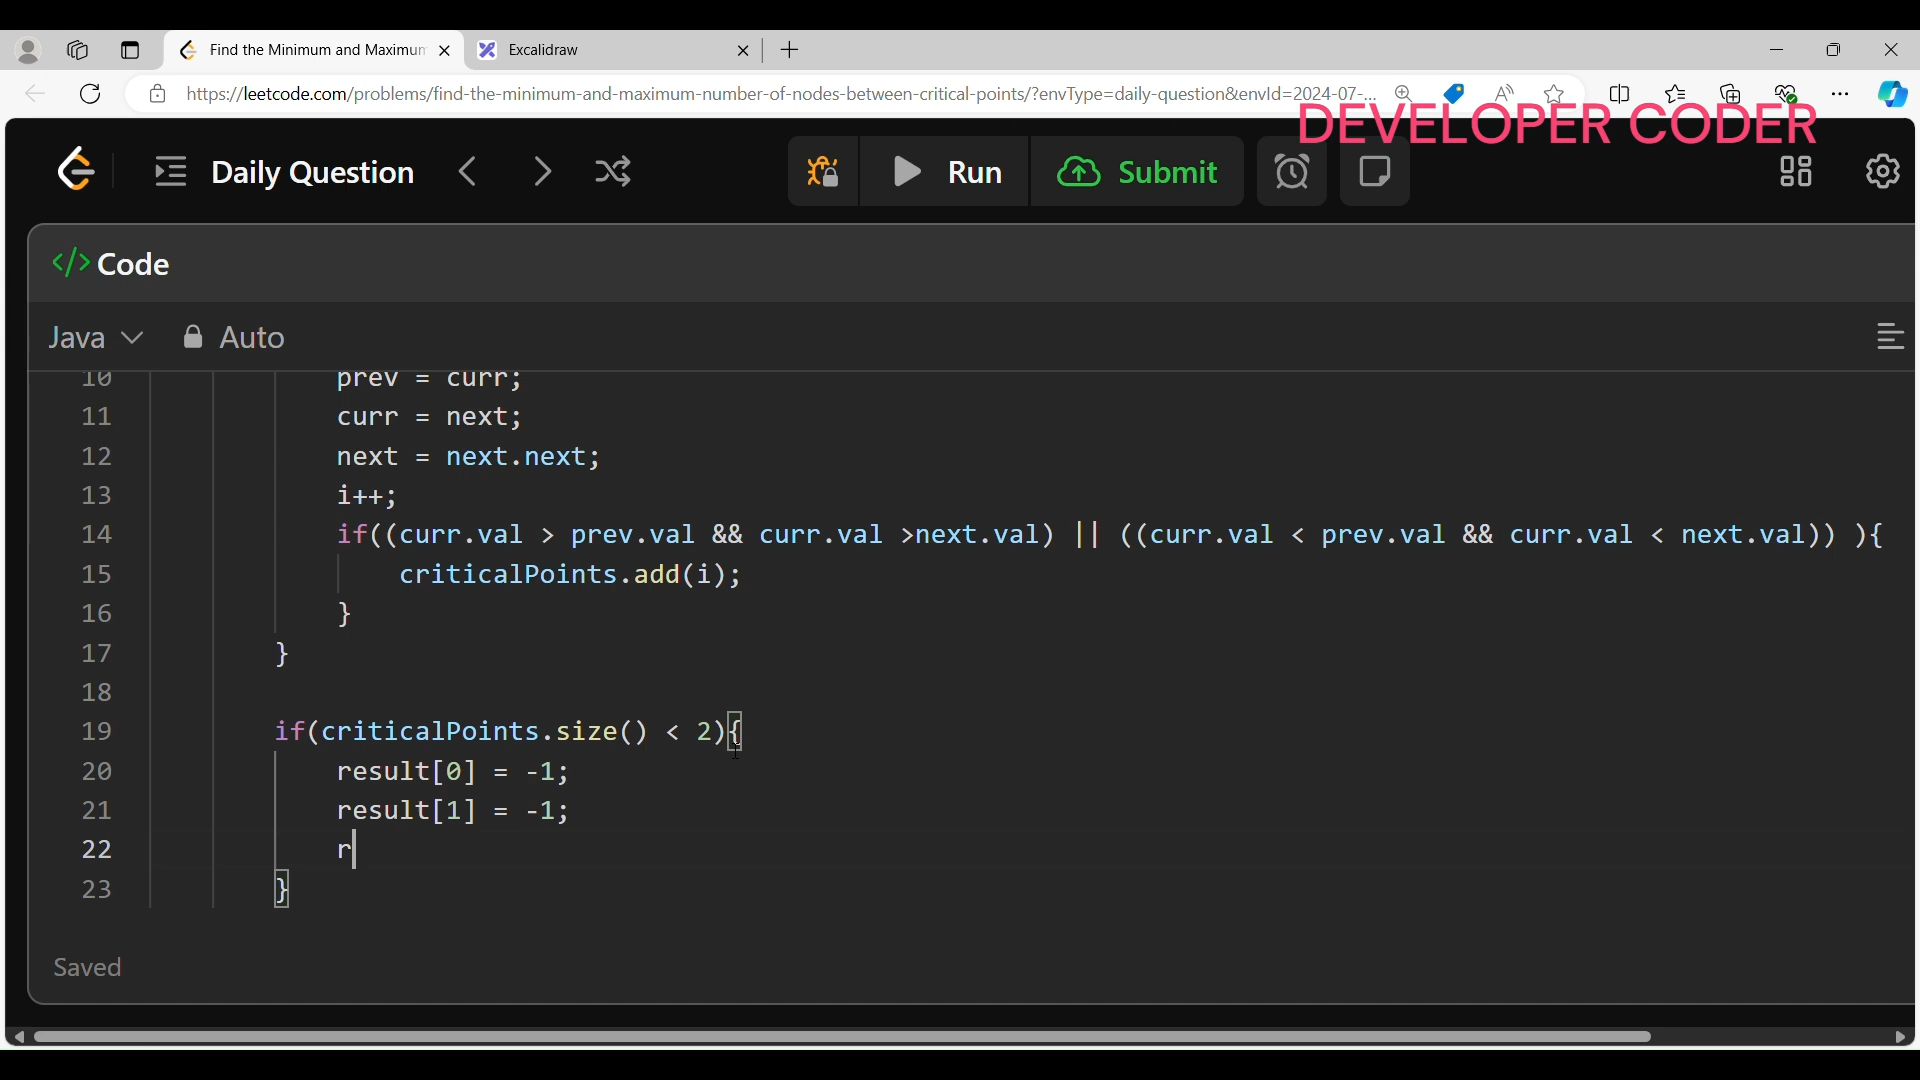 Find the Minimum and Maximum
Excalidraw
https://leetcode.com/problems/find-the-minimum-and-maximum-number-of-nodes-between-critical-points/?envType=daily-question&envId=2024-07-...
DEVELOPER CODER
Daily Question
Run
Submit
</> Code
Java
Auto
10 prev = curr;
11 curr = next;
12 next = next.next;
13 i++;
14 if((curr.val > prev.val && curr.val >next.val) || ((curr.val < prev.val && curr.val < next.val)) ){
15 criticalPoints.add(i);
16 }
17 }
18
19 if(criticalPoints.size() < 2){
20 result[0] = -1;
21 result[1] = -1;
22 r
23 }
Saved